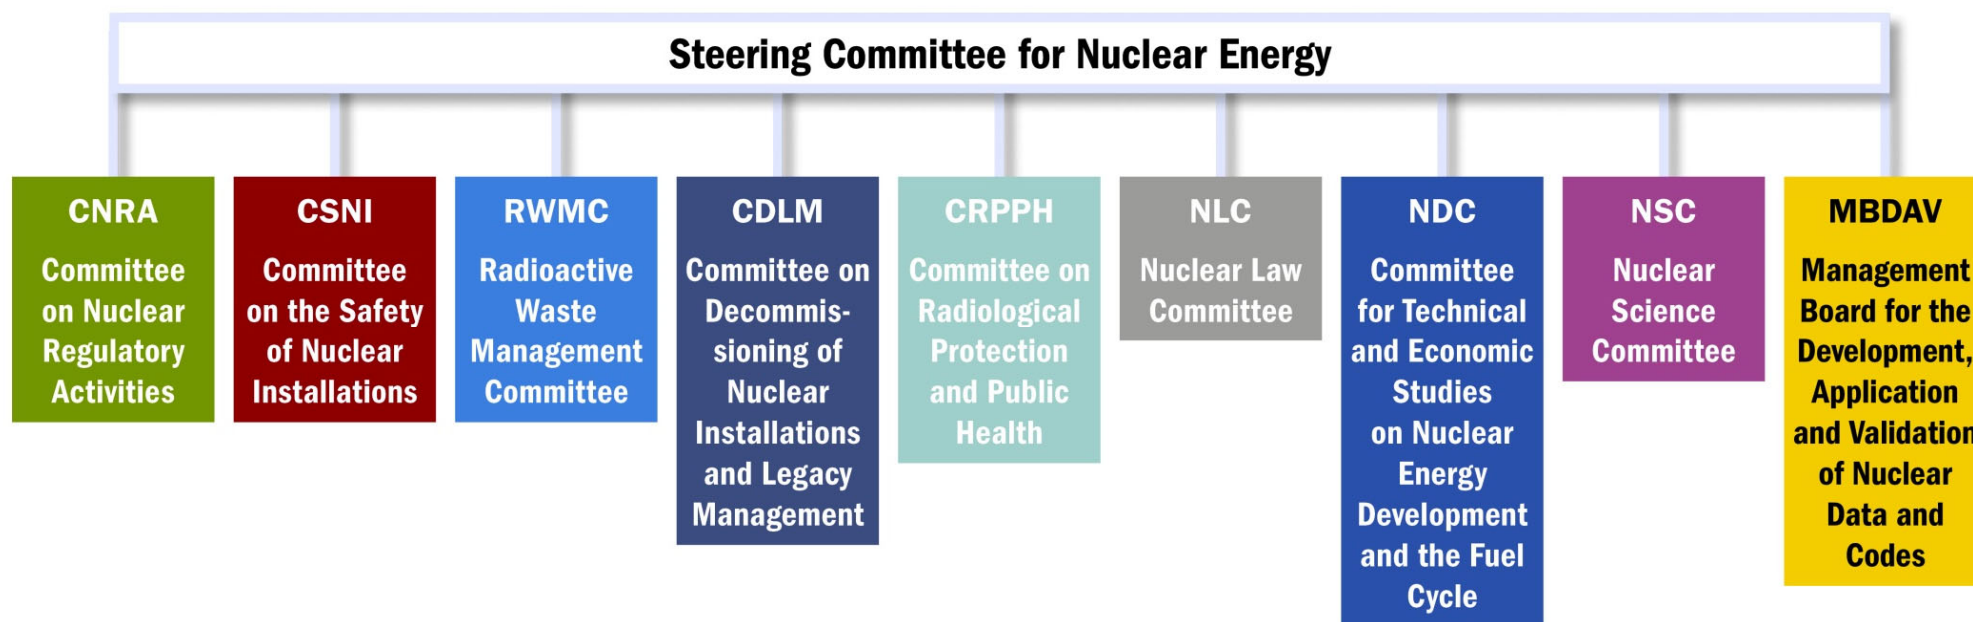 Steering Committee for Nuclear Energy
CNRA
Committee
on Nuclear
Regulatory
Activities
CSNI
Committee
on the Safety
of Nuclear
Installations
RWMC
Radioactive
Waste
Management
Committee
CDLM
Committee on
Decommis-
sioning of
Nuclear
Installations
and Legacy
Management
CRPPH
Committee on
Radiological
Protection
and Public
Health
NLC
Nuclear Law
Committee
NDC
Committee
for Technical
and Economic
Studies
on Nuclear
Energy
Development
and the Fuel
Cycle
NSC
Nuclear
Science
Committee
MBDAV
Management
Board for the
Development,
Application
and Validation
of Nuclear
Data and
Codes